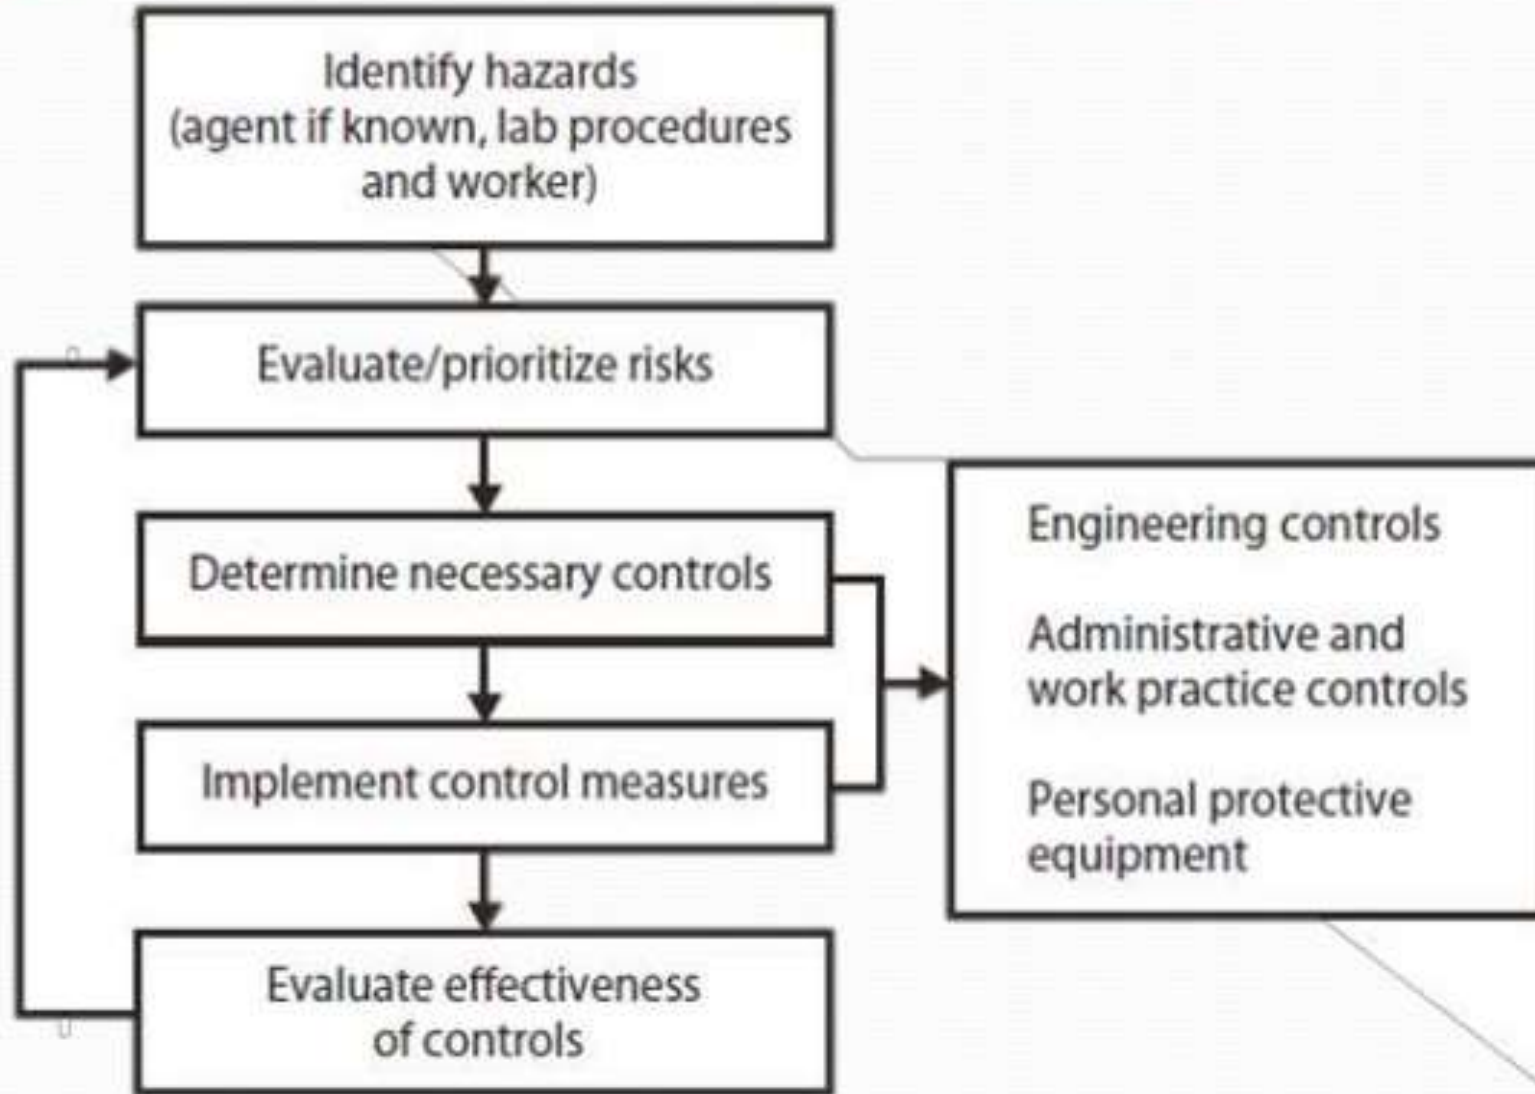 Identify hazards
(agent if known, lab procedures
and worker)
Evaluate/prioritize risks
Determine necessary controls
Implement control measures
Evaluate effectiveness
of controls
Engineering controls
Administrative and
work practice controls
Personal protective
equipment